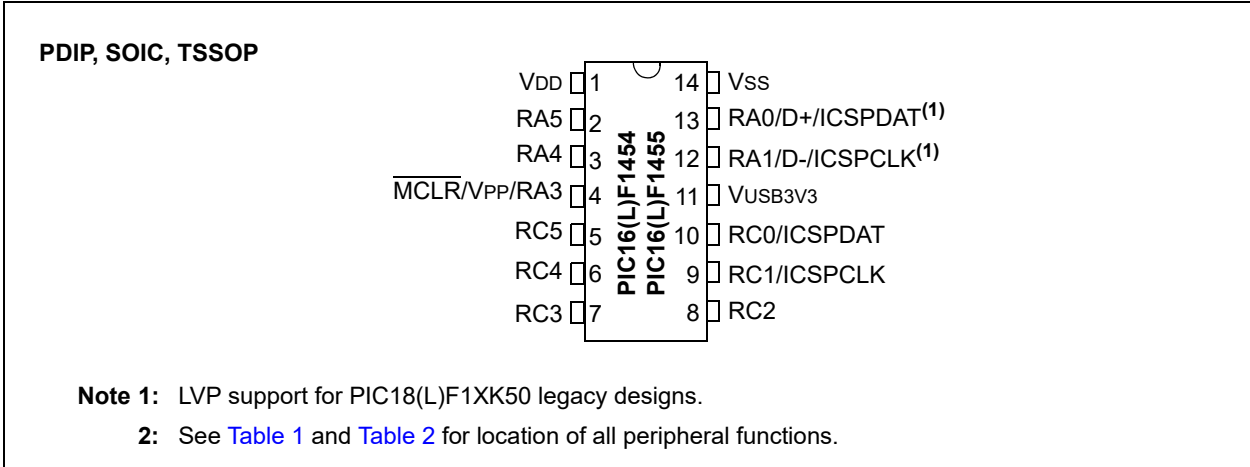 PDIP, SOIC, TSSOP
VDD 1 14 VSS
RA5 2 13 RA0/D+/ICSPDAT(1)
RA4 3 12 RA1/D-/ICSPCLK(1)
MCLR/VPP/RA3 4 11 VUSB3V3
RC5 5 10 RC0/ICSPDAT
RC4 6 9 RC1/ICSPCLK
RC3 7 8 RC2
PIC16(L)F1454
PIC16(L)F1455
Note 1: LVP support for PIC18(L)F1XK50 legacy designs.
2: See Table 1 and Table 2 for location of all peripheral functions.